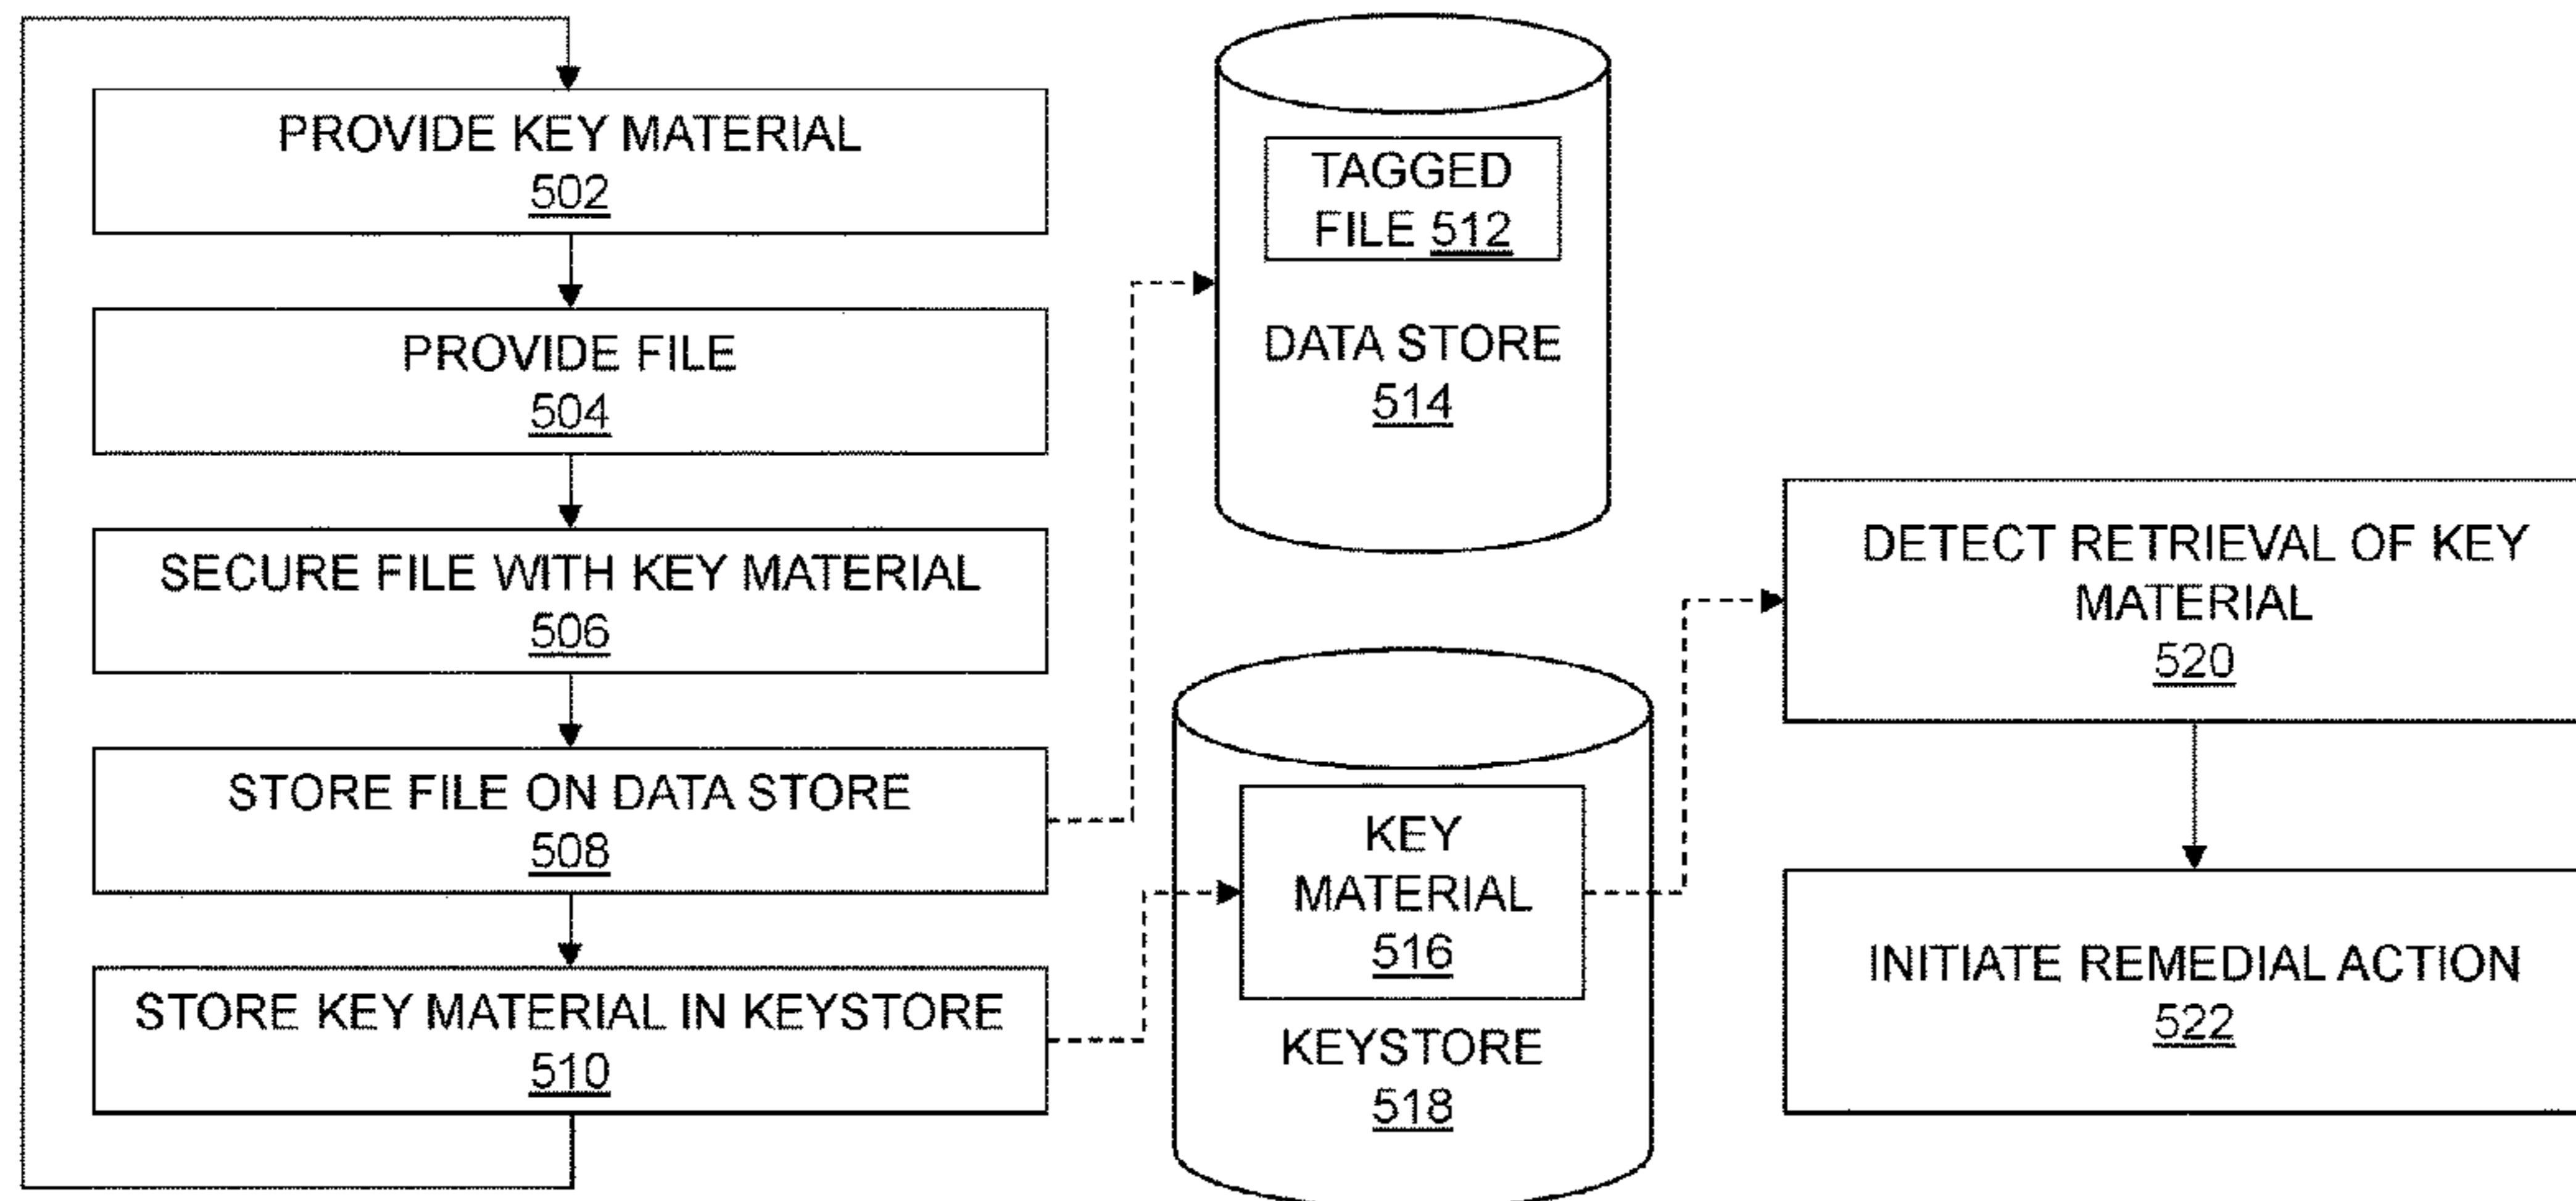 PROVIDE KEY MATERIAL
502
PROVIDE FILE
504
SECURE FILE WITH KEY MATERIAL
506
STORE FILE ON DATA STORE
508
STORE KEY MATERIAL IN KEYSTORE
510
TAGGED
FILE 512
DATA STORE
514
KEY
MATERIAL
516
KEYSTORE
518
DETECT RETRIEVAL OF KEY
MATERIAL
520
INITIATE REMEDIAL ACTION
522